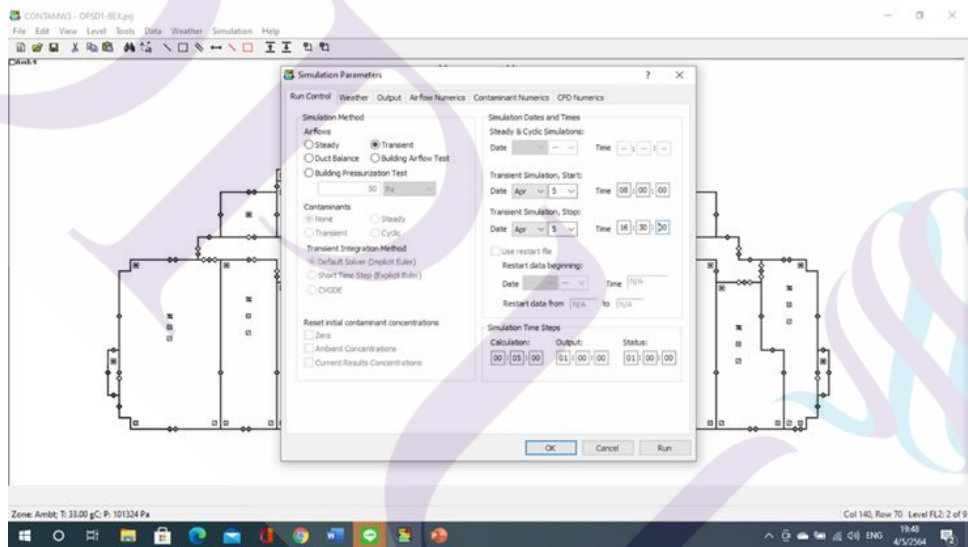 CONTAMW3 - OPSD1-9EX.prj
File Edit View Level Tools Data Weather Simulation Help
Ambt
Simulation Parameters
Run Control Weather Output Airflow Numerics Contaminant Numerics CFD Numerics
Simulation Method
Airflows
Steady Transient
Duct Balance Building Airflow Test
Building Pressurization Test
50 Pa
Contaminants
None Steady
Transient Cyclic
Transient Integration Method
Default Solver (Implicit Euler)
Short Time Step (Explicit Euler)
CVODE
Reset initial contaminant concentrations
Zero
Ambient Concentrations
Current Results Concentrations
Simulation Dates and Times
Steady & Cyclic Simulations:
Date -- Time -- : -- : --
Transient Simulation, Start:
Date Apr 5 Time 08 : 00 : 00
Transient Simulation, Stop:
Date Apr 5 Time 16 : 30 : 00
Use restart file
Restart data beginning:
Date -- Time N/A
Restart data from N/A to N/A
Simulation Time Steps
Calculation: Output: Status:
00 : 05 : 00 01 : 00 : 00 01 : 00 : 00
OK Cancel Run
Zone: Ambt; T: 33.00 gC; P: 101324 Pa
Col 140, Row 70 Level FL2: 2 of 9
ENG
19:48
4/5/2564